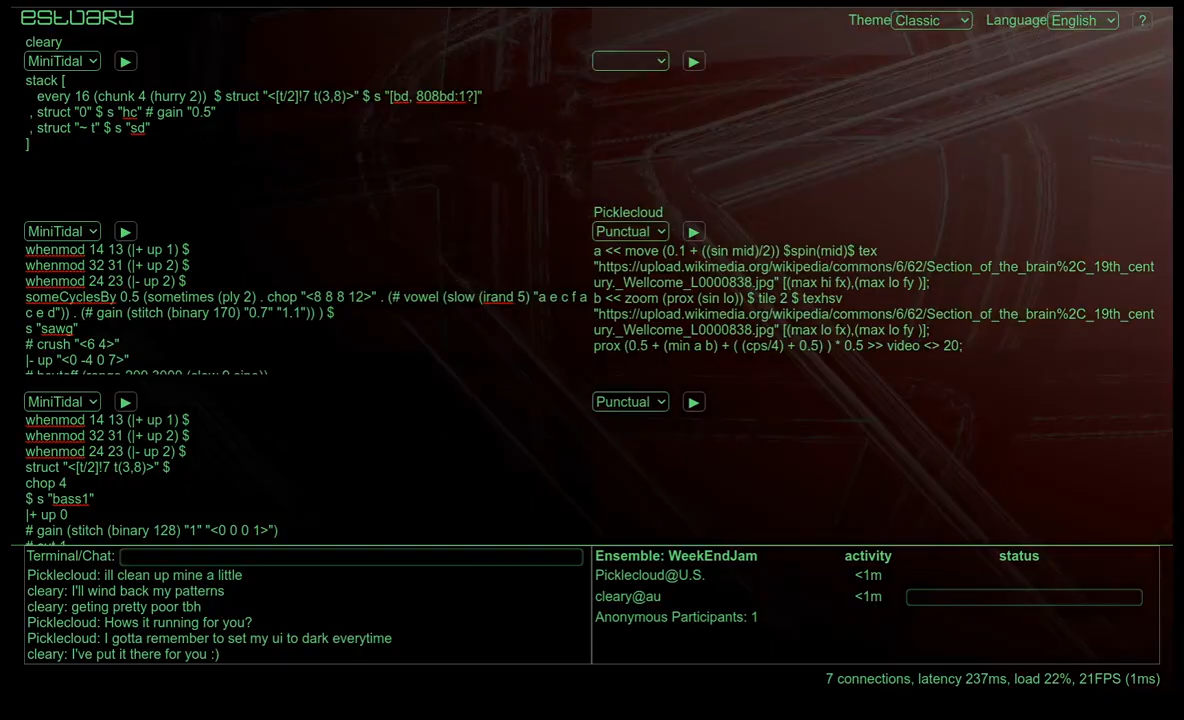 estuary
Theme Classic Language English ?
cleary
MiniTidal ▶
▶
stack [
every 16 (chunk 4 (hurry 2)) $ struct "<[t/2]!7 t(3,8)>" $ s "[bd, 808bd:1?]"
, struct "0" $ s "hc" # gain "0.5"
, struct "~ t" $ s "sd"
]
MiniTidal ▶
whenmod 14 13 (|+ up 1) $
whenmod 32 31 (|+ up 2) $
whenmod 24 23 (|- up 2) $
someCyclesBy 0.5 (sometimes (ply 2) . chop "<8 8 8 12>" . (# vowel (slow (irand 5) "a e c f a
c e d")) . (# gain (stitch (binary 170) "0.7" "1.1")) ) $
s "sawg"
# crush "<6 4>"
|- up "<0 -4 0 7>"
Picklecloud
Punctual ▶
a << move (0.1 + ((sin mid)/2)) $spin(mid)$ tex
"https://upload.wikimedia.org/wikipedia/commons/6/62/Section_of_the_brain%2C_19th_cent
ury._Wellcome_L0000838.jpg" [(max hi fx),(max lo fy )];
b << zoom (prox (sin lo)) $ tile 2 $ texhsv
"https://upload.wikimedia.org/wikipedia/commons/6/62/Section_of_the_brain%2C_19th_cent
ury._Wellcome_L0000838.jpg" [(max lo fx),(max lo fy )];
prox (0.5 + (min a b) + ( (cps/4) + 0.5) ) * 0.5 >> video <> 20;
MiniTidal ▶
whenmod 14 13 (|+ up 1) $
whenmod 32 31 (|+ up 2) $
whenmod 24 23 (|- up 2) $
struct "<[t/2]!7 t(3,8)>" $
chop 4
$ s "bass1"
|+ up 0
# gain (stitch (binary 128) "1" "<0 0 0 1>")
Punctual ▶
Terminal/Chat:
Picklecloud: ill clean up mine a little
cleary: I'll wind back my patterns
cleary: geting pretty poor tbh
Picklecloud: Hows it running for you?
Picklecloud: I gotta remember to set my ui to dark everytime
cleary: I've put it there for you :)
Ensemble: WeekEndJam activity status
Picklecloud@U.S. <1m
cleary@au <1m
Anonymous Participants: 1
7 connections, latency 237ms, load 22%, 21FPS (1ms)